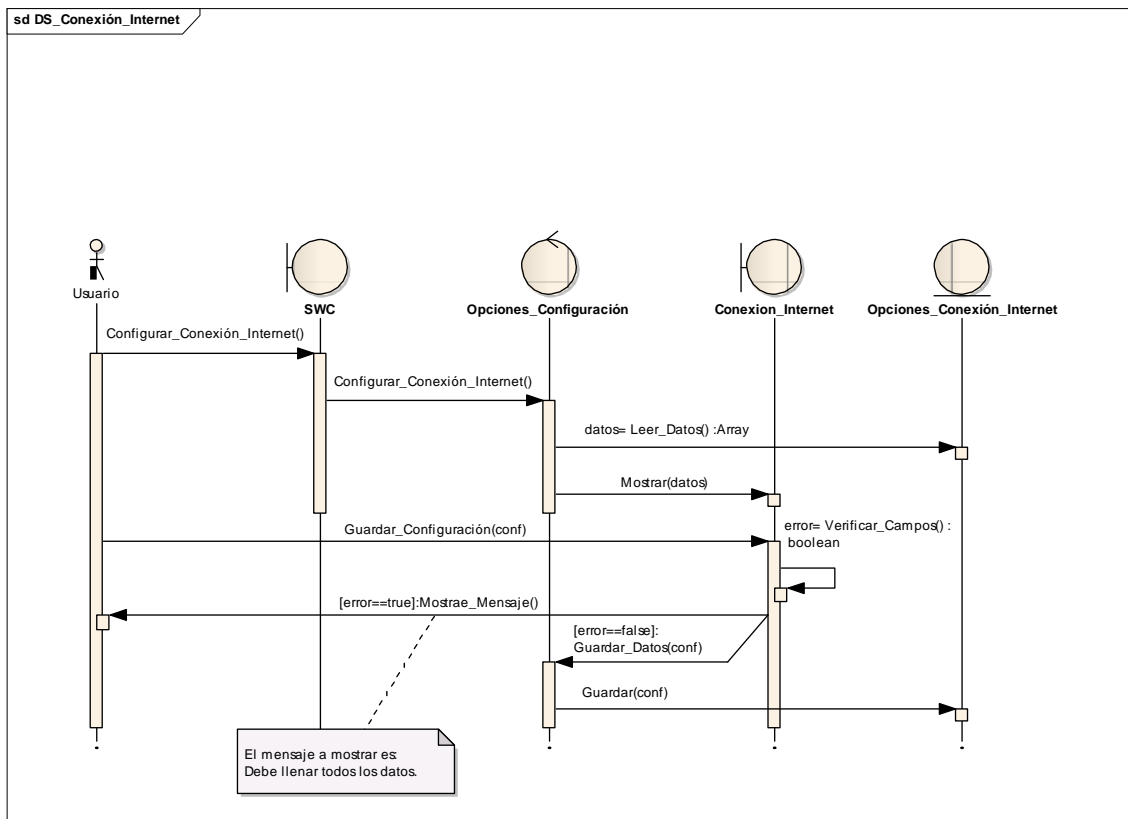 sd DS_Conexión_Internet
Usuario
SWC
Opciones_Configuración
Conexion_Internet
Opciones_Conexión_Internet
Configurar_Conexión_Internet()
Configurar_Conexión_Internet()
datos= Leer_Datos() :Array
Mostrar(datos)
Guardar_Configuración(conf)
error= Verificar_Campos() :
boolean
[error==true]:Mostrae_Mensaje()
[error==false]:
Guardar_Datos(conf)
Guardar(conf)
El mensaje a mostrar es:
Debe llenar todos los datos.